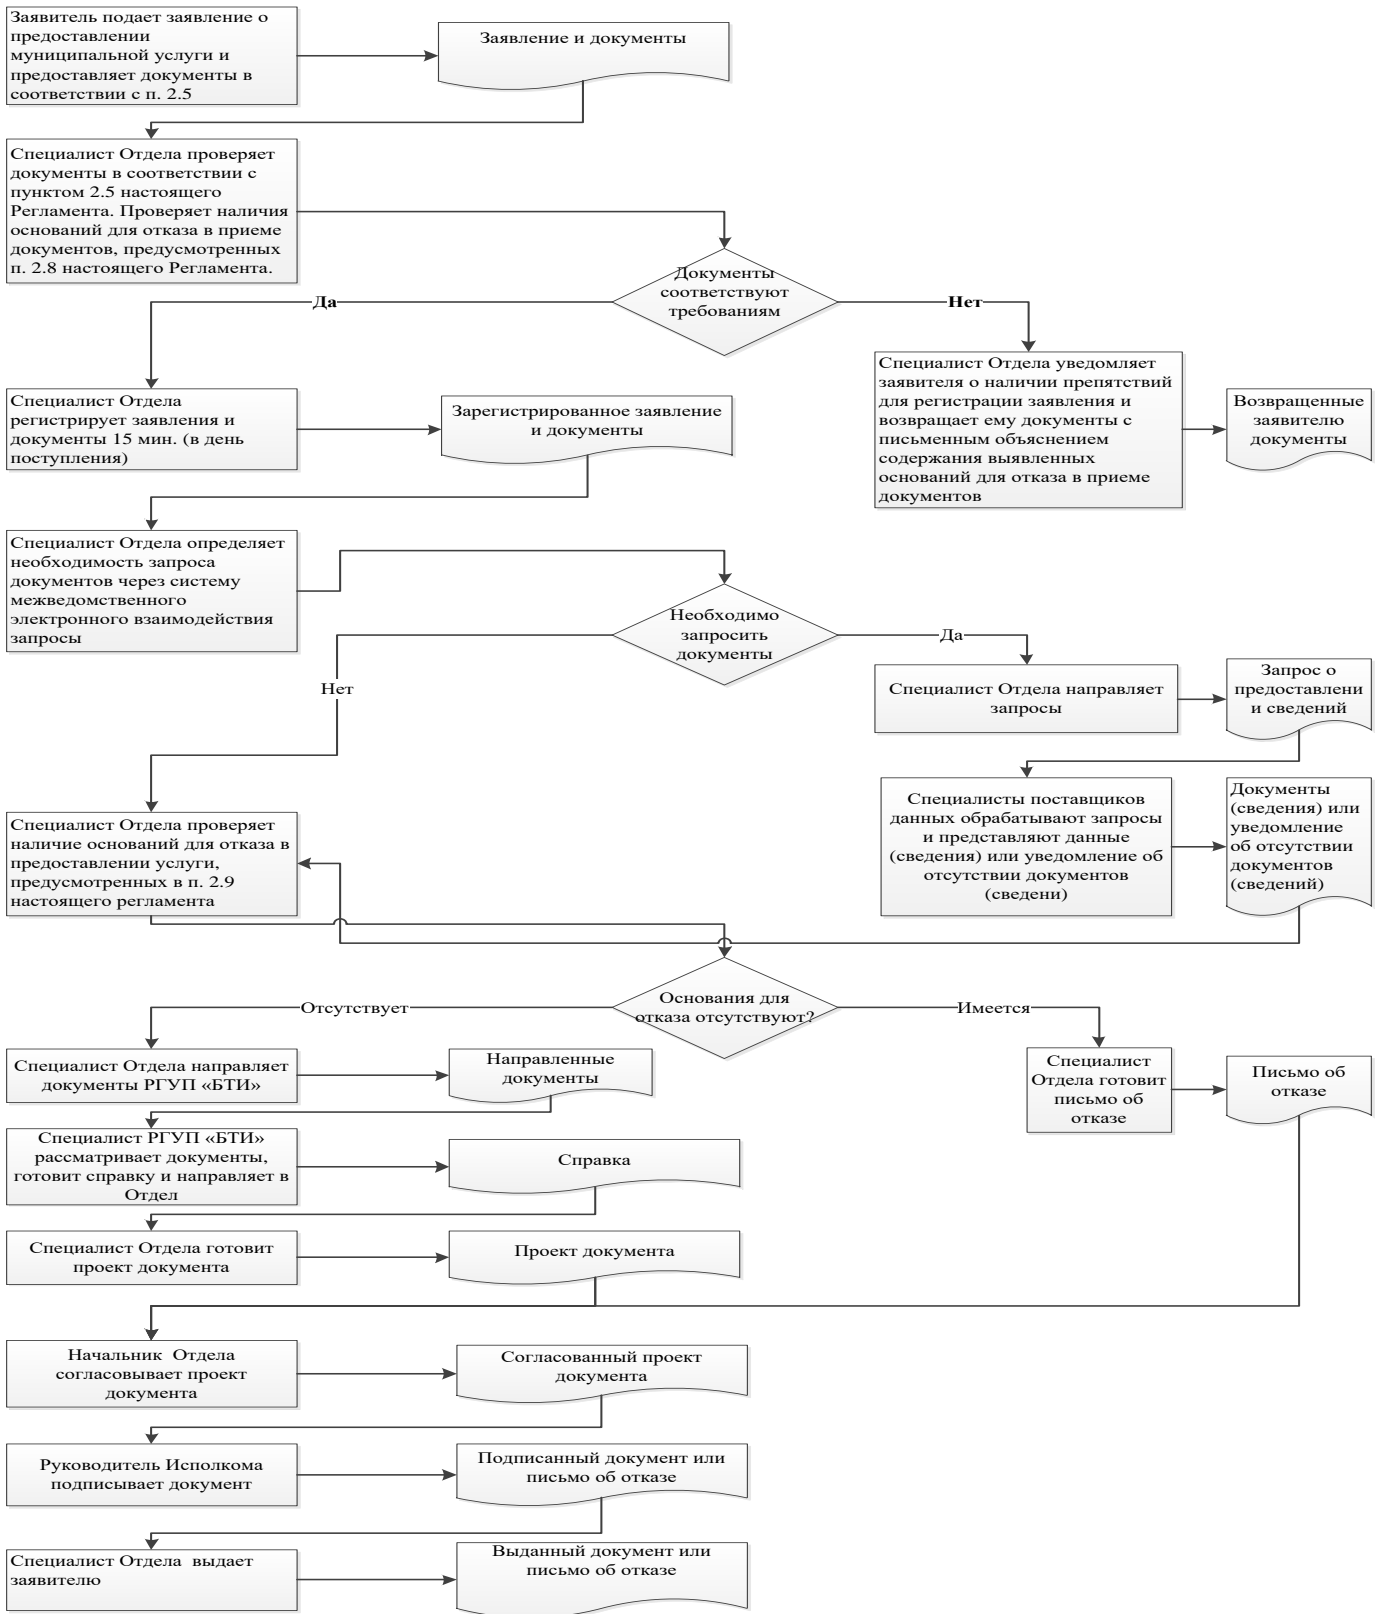 Заявитель подает заявление о
предоставлении
муниципальной услуги и
предоставляет документы в
соответствии с п. 2.5
Заявление и документы
Специалист Отдела проверяет
документы в соответствии с
пунктом 2.5 настоящего
Регламента. Проверяет наличия
оснований для отказа в приеме
документов, предусмотренных
п. 2.8 настоящего Регламента.
Документы
соответствуют
требованиям
Да
Нет
Специалист Отдела
регистрирует заявления и
документы 15 мин. (в день
поступления)
Зарегистрированное заявление
и документы
Специалист Отдела уведомляет
заявителя о наличии препятствий
для регистрации заявления и
возвращает ему документы с
письменным объяснением
содержания выявленных
оснований для отказа в приеме
документов
Возвращенные
заявителю
документы
Специалист Отдела определяет
необходимость запроса
документов через систему
межведомственного
электронного взаимодействия
запросы
Необходимо
запросить
документы
Да
Нет
Специалист Отдела направляет
запросы
Запрос о
предоставлени
и сведений
Специалисты поставщиков
данных обрабатывают запросы
и представляют данные
(сведения) или уведомление об
отсутствии документов
(сведени)
Документы
(сведения) или
уведомление
об отсутствии
документов
(сведений)
Специалист Отдела проверяет
наличие оснований для отказа в
предоставлении услуги,
предусмотренных в п. 2.9
настоящего регламента
Основания для
отказа отсутствуют?
Отсутствует
Имеется
Специалист Отдела направляет
документы РГУП «БТИ»
Направленные
документы
Специалист
Отдела готовит
письмо об
отказе
Письмо об
отказе
Специалист РГУП «БТИ»
рассматривает документы,
готовит справку и направляет в
Отдел
Справка
Специалист Отдела готовит
проект документа
Проект документа
Начальник Отдела
согласовывает проект
документа
Согласованный проект
документа
Руководитель Исполкома
подписывает документ
Подписанный документ или
письмо об отказе
Специалист Отдела выдает
заявителю
Выданный документ или
письмо об отказе